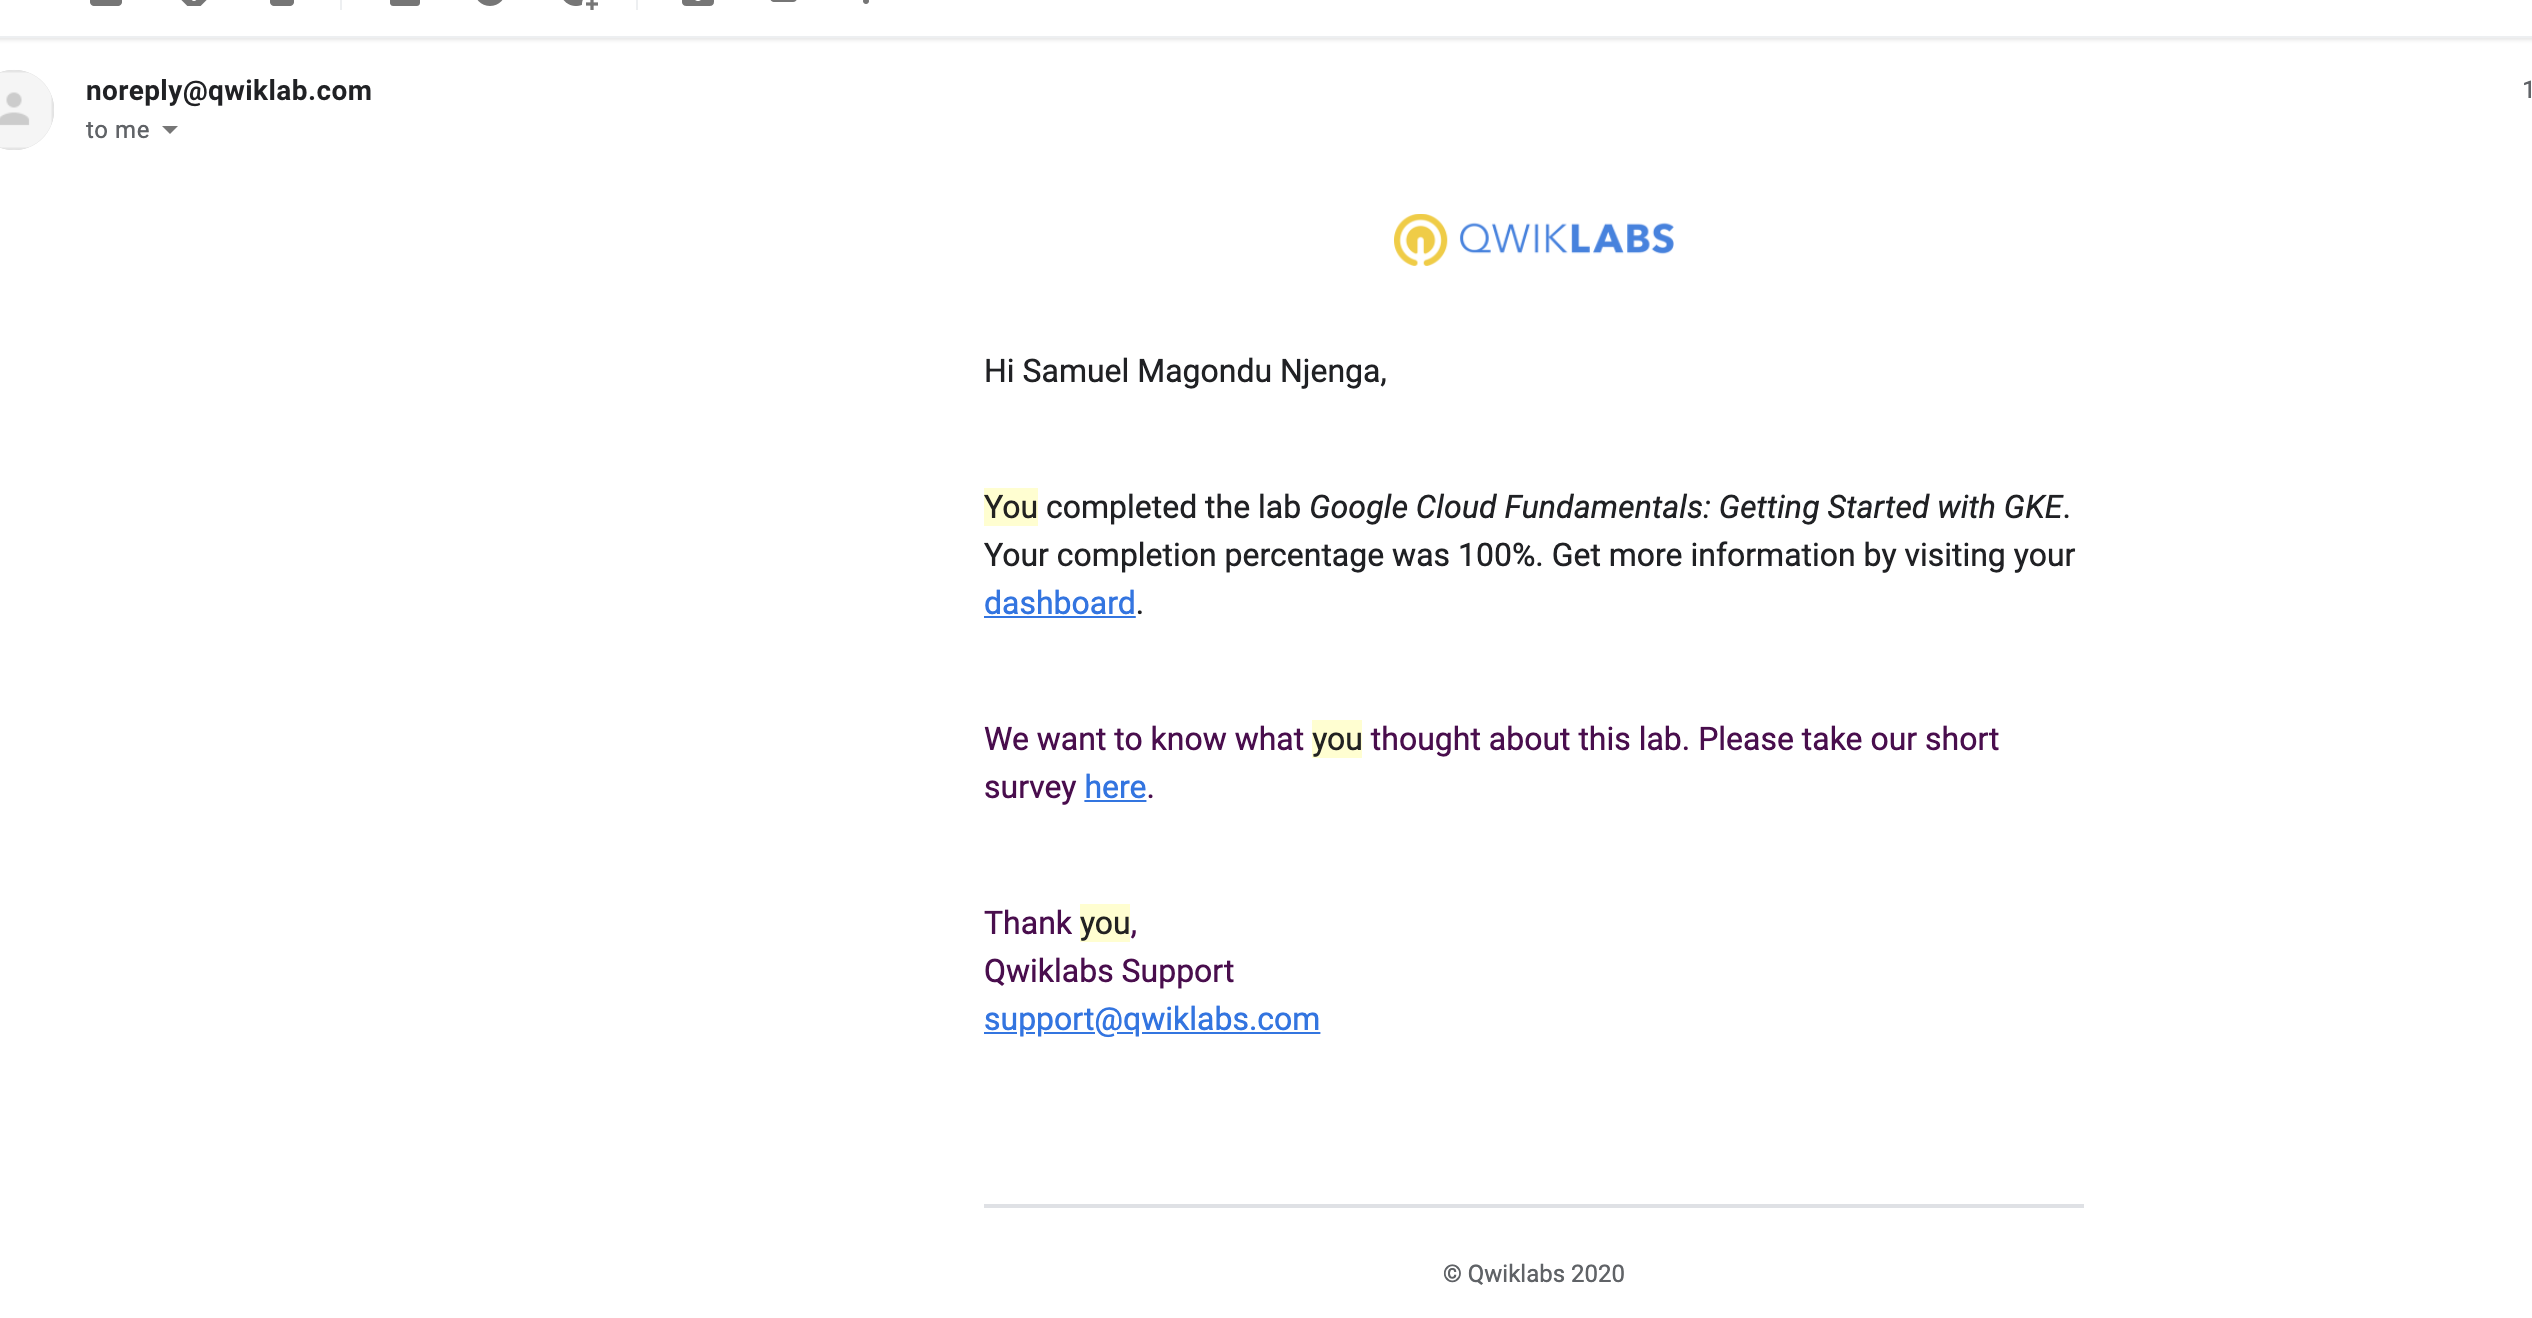 noreply@qwiklab.com
to me
QWIKLABS
Hi Samuel Magondu Njenga,
You completed the lab Google Cloud Fundamentals: Getting Started with GKE.
Your completion percentage was 100%. Get more information by visiting your
dashboard.
We want to know what you thought about this lab. Please take our short
survey here.
Thank you,
Qwiklabs Support
support@qwiklabs.com
© Qwiklabs 2020